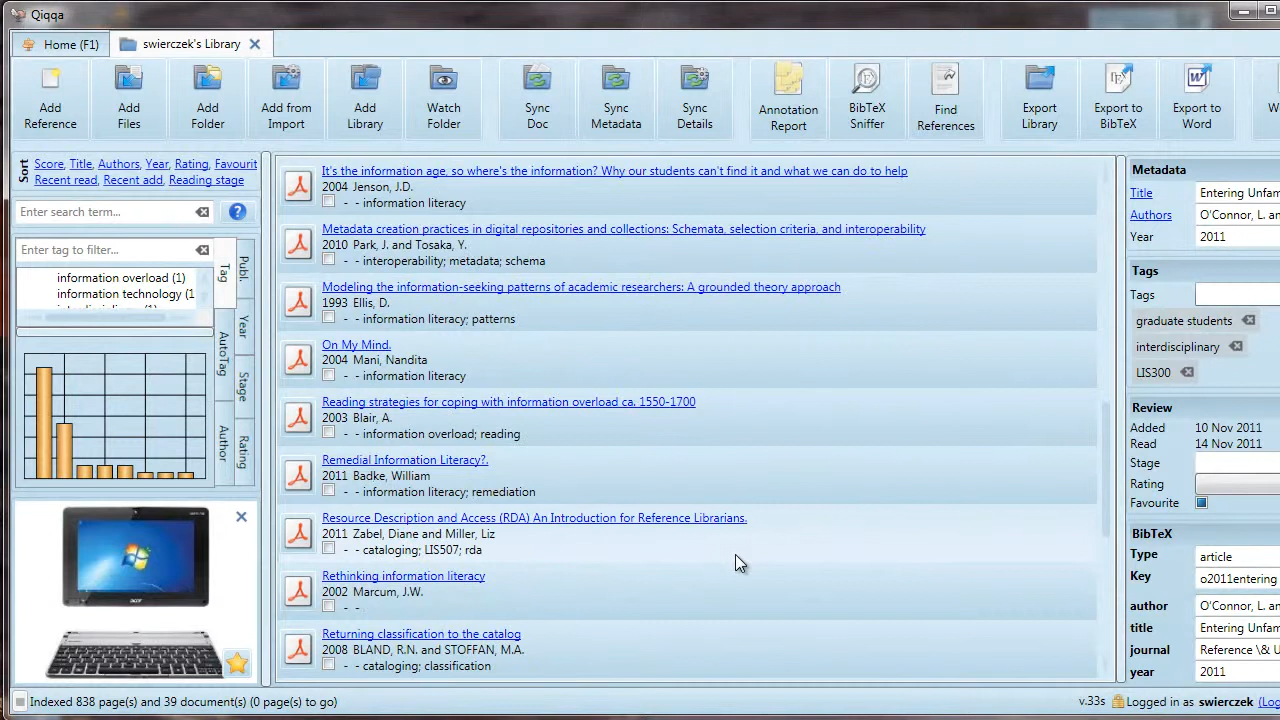 Qiqqa
Home (F1)
swierczek's Library
Add Reference
Add Files
Add Folder
Add from Import
Add Library
Watch Folder
Sync Doc
Sync Metadata
Sync Details
Annotation Report
BibTeX Sniffer
Find References
Export Library
Export to BibTeX
Export to Word
Sort
Score, Title, Authors, Year, Rating, Favourit
Recent read, Recent add, Reading stage
Enter search term...
Enter tag to filter...
information overload (1)
information technology (1
Tag
AutoTag
Author
Publ.
Year
Stage
Rating
acer
It's the information age, so where's the information? Why our students can't find it and what we can do to help
2004 Jenson, J.D.
- - information literacy
Metadata creation practices in digital repositories and collections: Schemata, selection criteria, and interoperability
2010 Park, J. and Tosaka, Y.
- - interoperability; metadata; schema
Modeling the information-seeking patterns of academic researchers: A grounded theory approach
1993 Ellis, D.
- - information literacy; patterns
On My Mind.
2004 Mani, Nandita
- - information literacy
Reading strategies for coping with information overload ca. 1550-1700
2003 Blair, A.
- - information overload; reading
Remedial Information Literacy?.
2011 Badke, William
- - information literacy; remediation
Resource Description and Access (RDA) An Introduction for Reference Librarians.
2011 Zabel, Diane and Miller, Liz
- - cataloging; LIS507; rda
Rethinking information literacy
2002 Marcum, J.W.
- -
Returning classification to the catalog
2008 BLAND, R.N. and STOFFAN, M.A.
- - cataloging; classification
Metadata
Title Entering Unfam
Authors O'Connor, L. an
Year 2011
Tags
Tags
graduate students
interdisciplinary
LIS300
Review
Added 10 Nov 2011
Read 14 Nov 2011
Stage
Rating
Favourite
BibTeX
Type article
Key o2011entering
author O'Connor, L. and
title Entering Unfam
journal Reference \& U
year 2011
Indexed 838 page(s) and 39 document(s) (0 page(s) to go)
v.33s Logged in as swierczek (Log